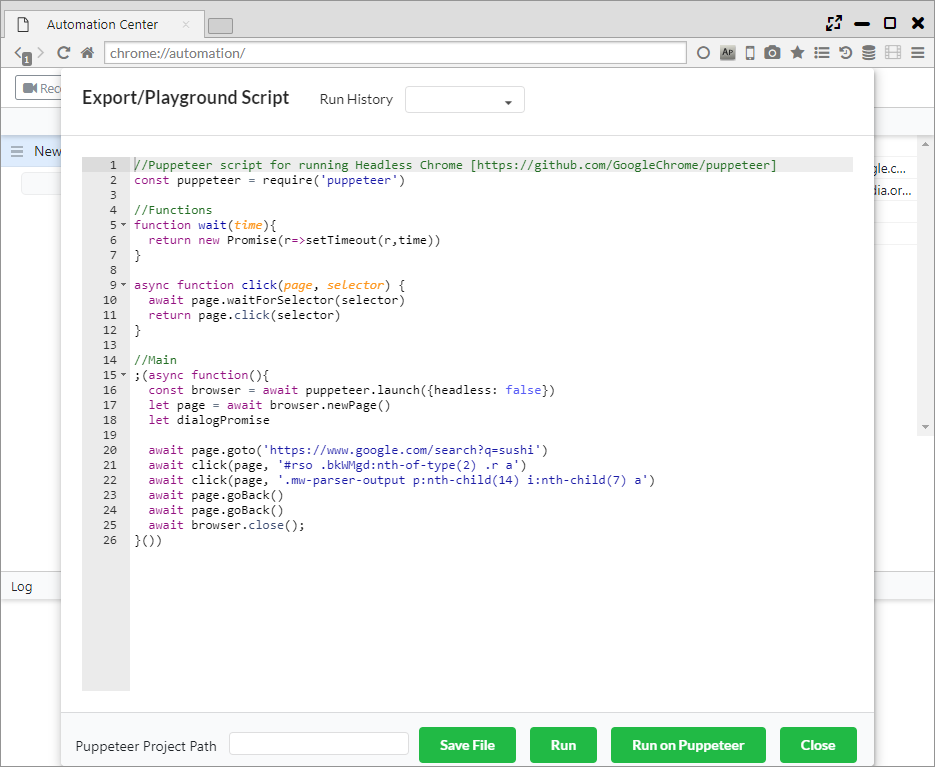 Automation Center
1
chrome://automation/
AP
Rec
Export/Playground Script
Run History
New
gle.c...
dia.or...
1 //Puppeteer script for running Headless Chrome [https://github.com/GoogleChrome/puppeteer]
2 const puppeteer = require('puppeteer')
3
4 //Functions
5 function wait(time){
6   return new Promise(r=>setTimeout(r,time))
7 }
8
9 async function click(page, selector) {
10   await page.waitForSelector(selector)
11   return page.click(selector)
12 }
13
14 //Main
15 ;(async function(){
16   const browser = await puppeteer.launch({headless: false})
17   let page = await browser.newPage()
18   let dialogPromise
19
20   await page.goto('https://www.google.com/search?q=sushi')
21   await click(page, '#rso .bkWMgd:nth-of-type(2) .r a')
22   await click(page, '.mw-parser-output p:nth-child(14) i:nth-child(7) a')
23   await page.goBack()
24   await page.goBack()
25   await browser.close();
26 }())
Log
Puppeteer Project Path
Save File
Run
Run on Puppeteer
Close